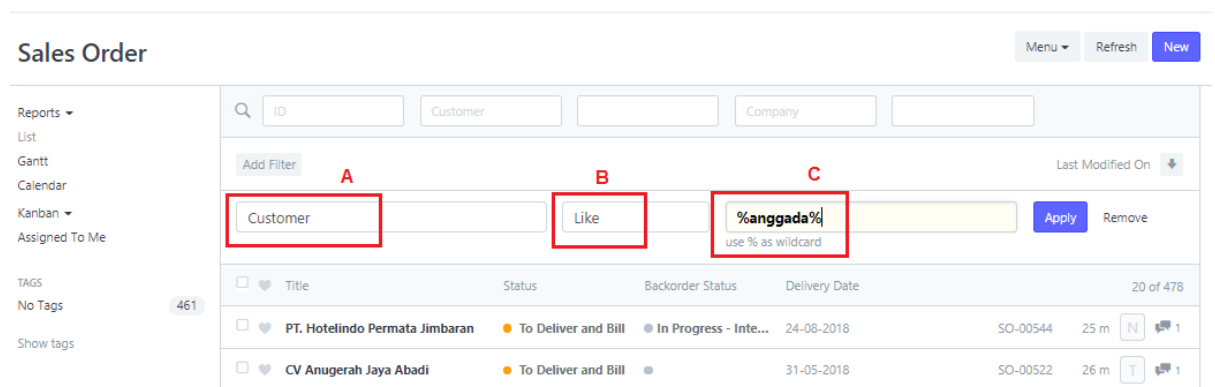 Sales Order
Menu Refresh New
Reports
List
Gantt
Calendar
Kanban
Assigned To Me
TAGS
No Tags 461
Show tags
ID Customer Company
Add Filter Last Modified On
A B C
Customer Like %anggada% Apply Remove
use % as wildcard
Title Status Backorder Status Delivery Date 20 of 478
PT. Hotelindo Permata Jimbaran To Deliver and Bill In Progress - Inte... 24-08-2018 SO-00544 25 m N 1
CV Anugerah Jaya Abadi To Deliver and Bill 31-05-2018 SO-00522 26 m T 1